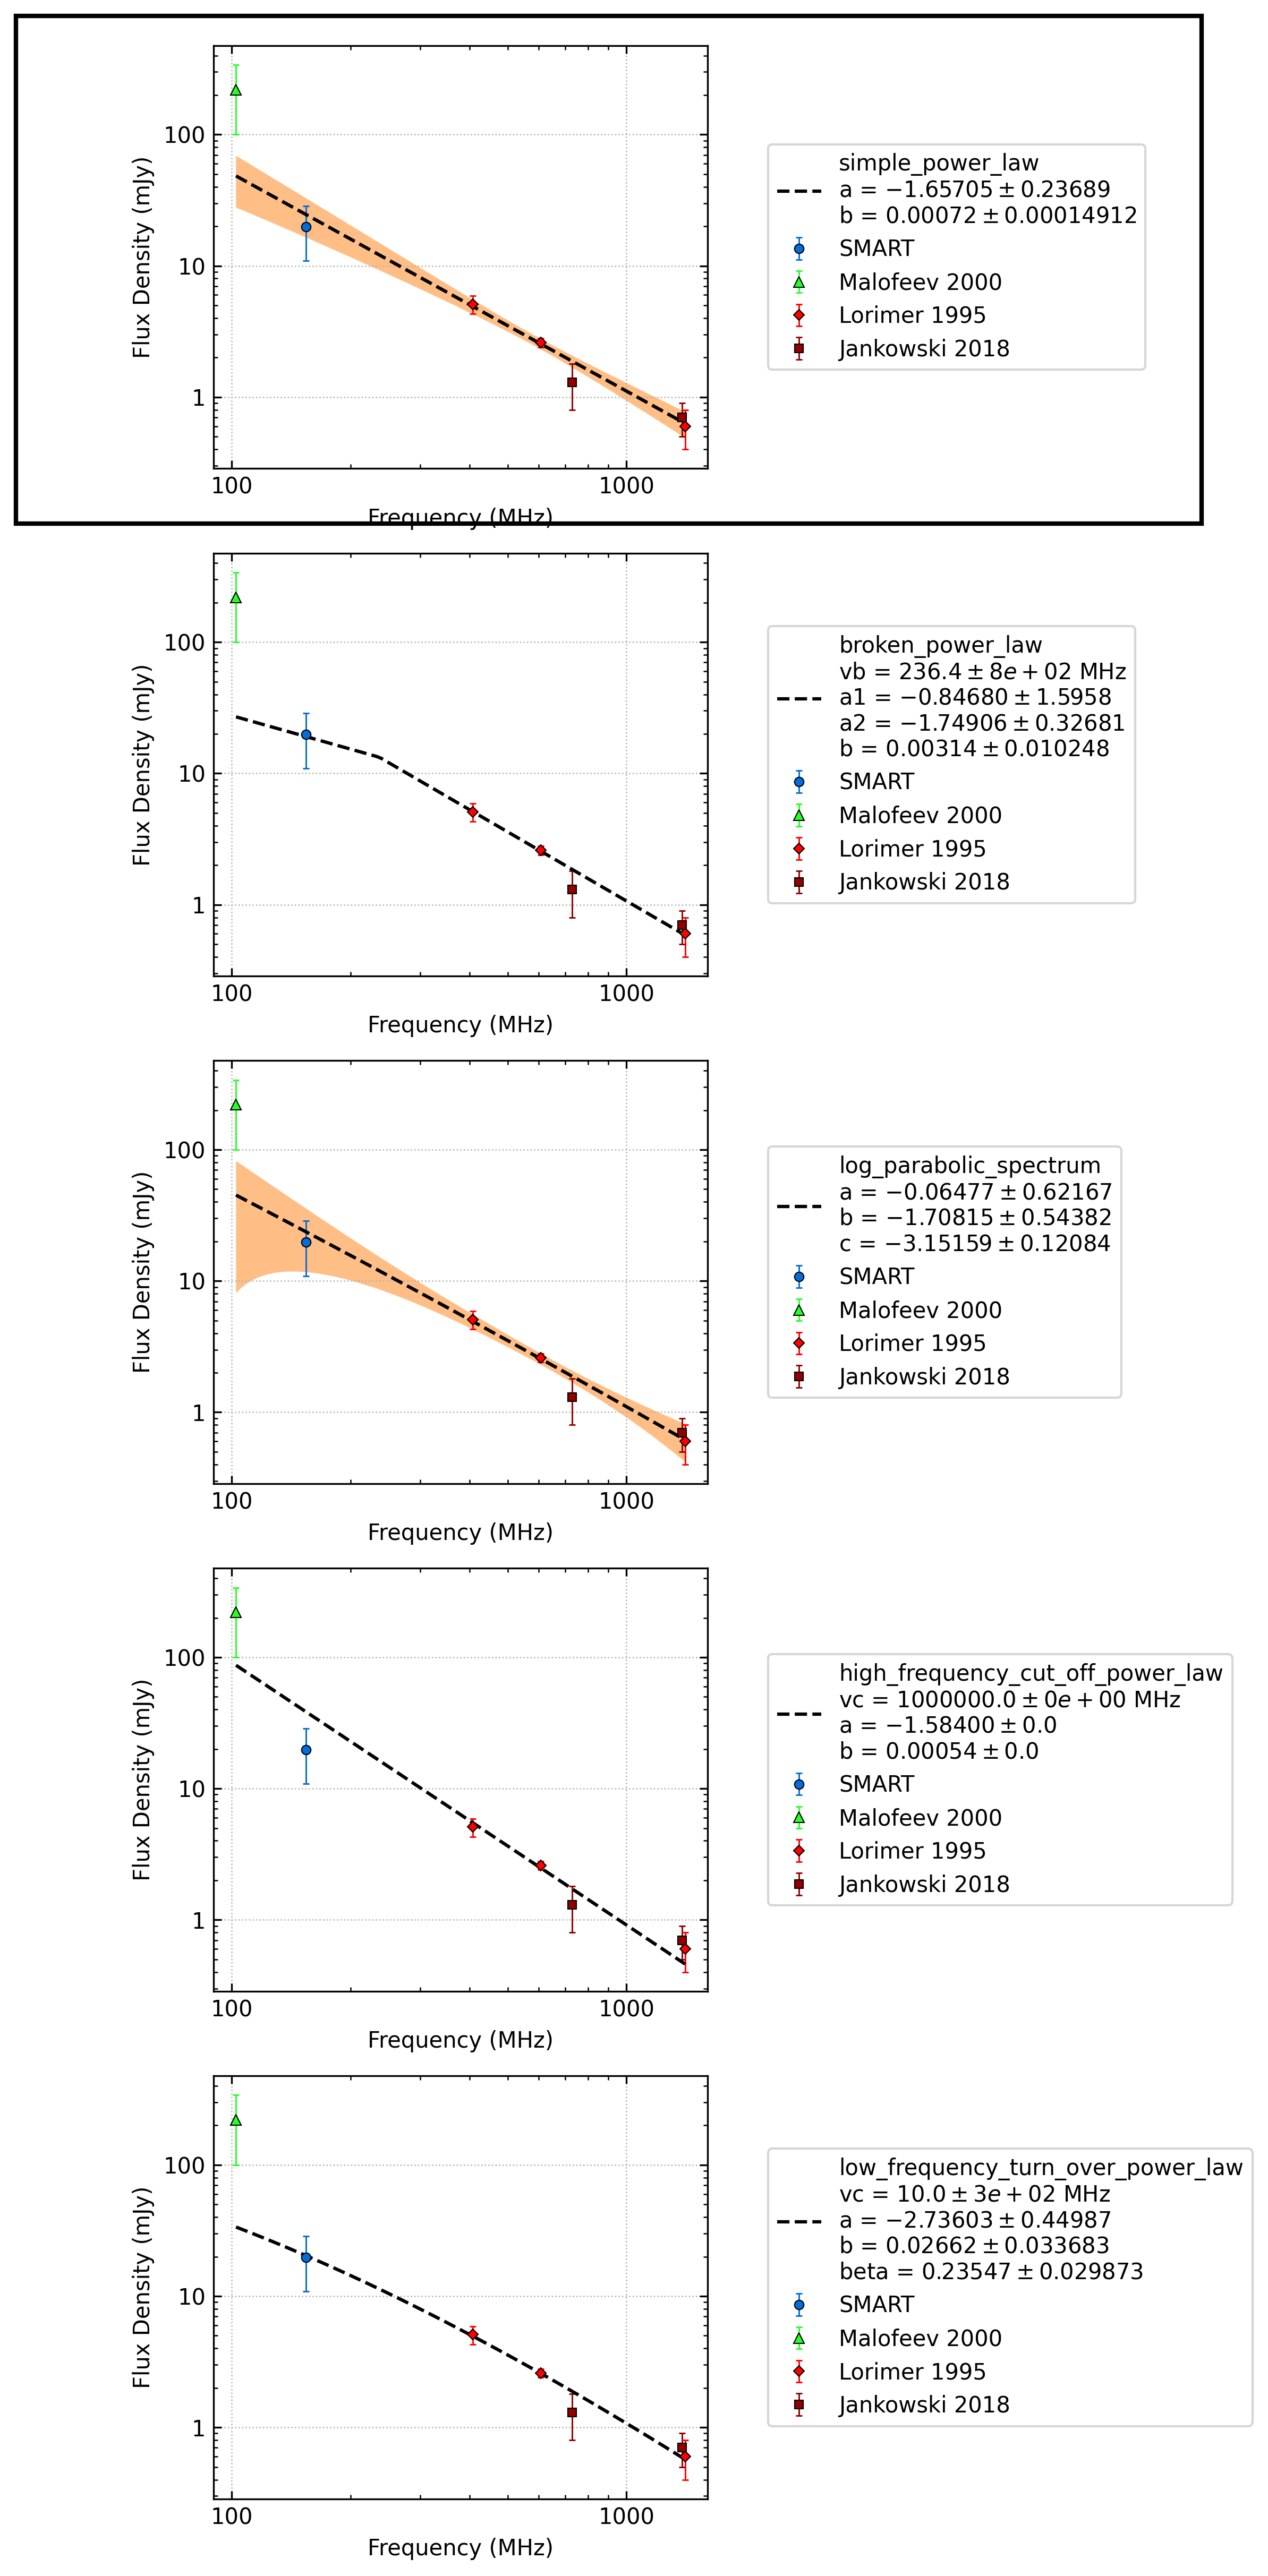 100
10
1
Flux Density (mJy)
100
1000
Frequency (MHz)
simple_power_law
a = −1.65705 ± 0.23689
b = 0.00072 ± 0.00014912
SMART
Malofeev 2000
Lorimer 1995
Jankowski 2018
100
10
1
Flux Density (mJy)
100
1000
Frequency (MHz)
broken_power_law
vb = 236.4 ± 8e + 02 MHz
a1 = −0.84680 ± 1.5958
a2 = −1.74906 ± 0.32681
b = 0.00314 ± 0.010248
SMART
Malofeev 2000
Lorimer 1995
Jankowski 2018
100
10
1
Flux Density (mJy)
100
1000
Frequency (MHz)
log_parabolic_spectrum
a = −0.06477 ± 0.62167
b = −1.70815 ± 0.54382
c = −3.15159 ± 0.12084
SMART
Malofeev 2000
Lorimer 1995
Jankowski 2018
100
10
1
Flux Density (mJy)
100
1000
Frequency (MHz)
high_frequency_cut_off_power_law
vc = 1000000.0 ± 0e + 00 MHz
a = −1.58400 ± 0.0
b = 0.00054 ± 0.0
SMART
Malofeev 2000
Lorimer 1995
Jankowski 2018
100
10
1
Flux Density (mJy)
100
1000
Frequency (MHz)
low_frequency_turn_over_power_law
vc = 10.0 ± 3e + 02 MHz
a = −2.73603 ± 0.44987
b = 0.02662 ± 0.033683
beta = 0.23547 ± 0.029873
SMART
Malofeev 2000
Lorimer 1995
Jankowski 2018